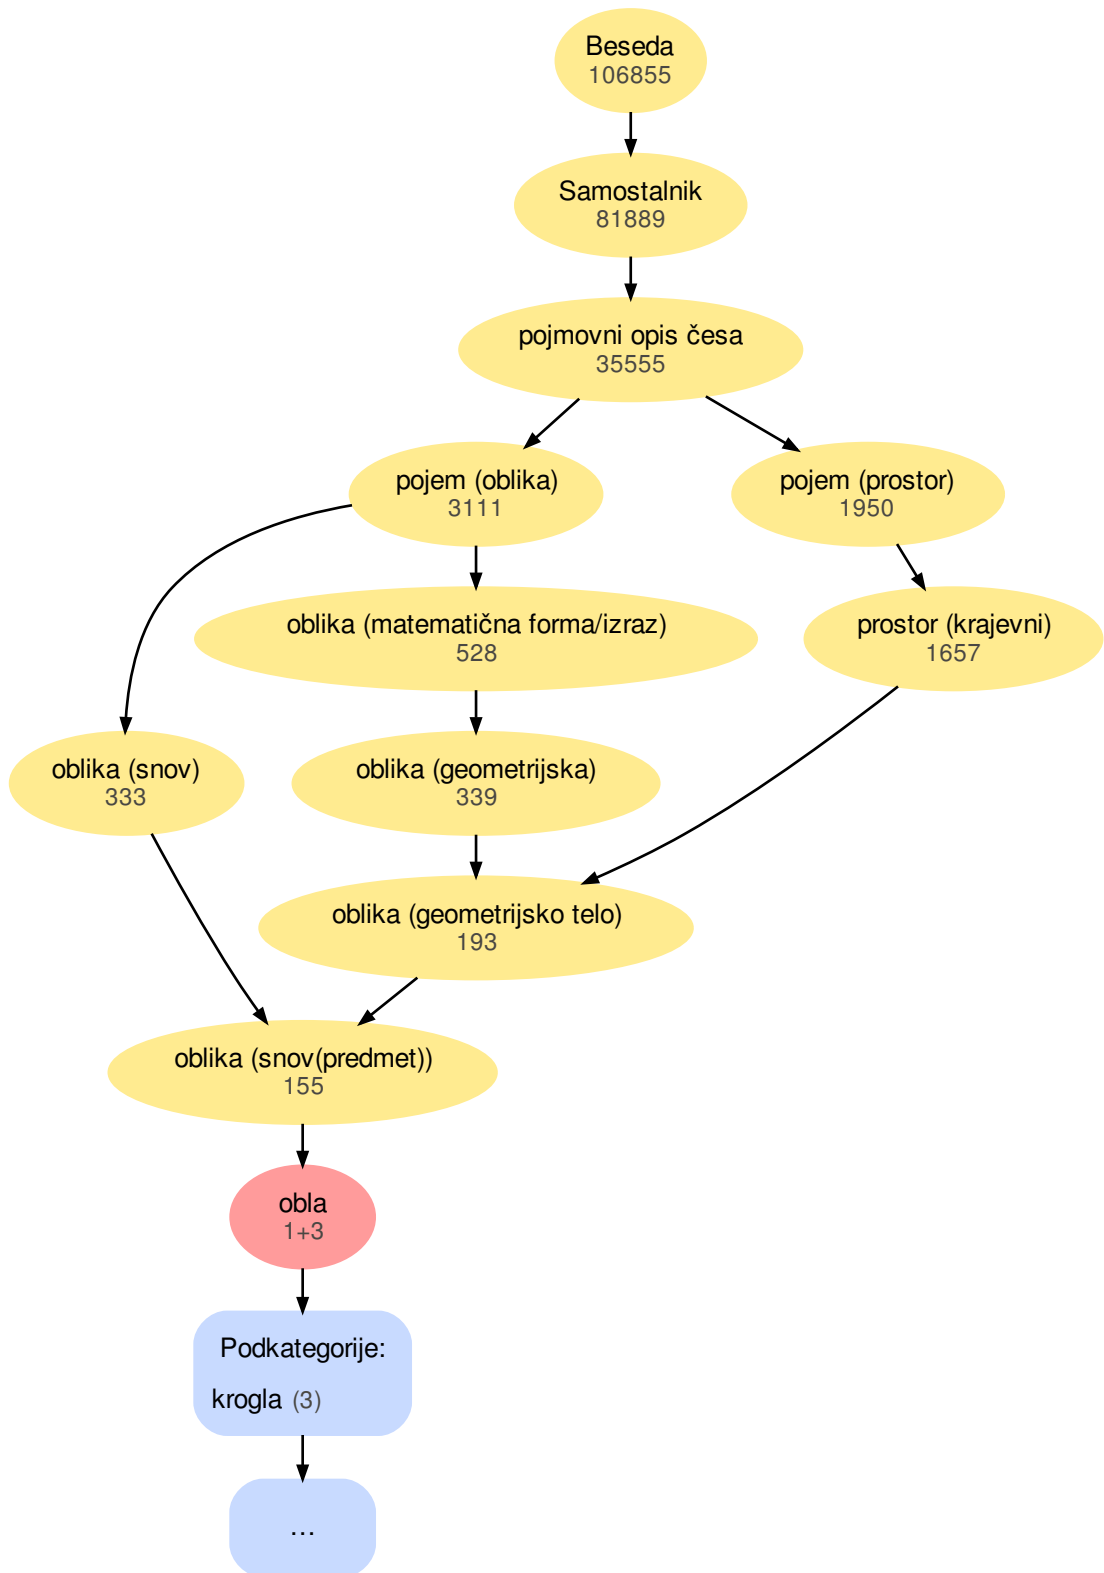 Beseda
106855
Samostalnik
81889
pojmovni opis česa
35555
pojem (oblika)
3111
pojem (prostor)
1950
oblika (matematična forma/izraz)
528
prostor (krajevni)
1657
oblika (snov)
333
oblika (geometrijska)
339
oblika (geometrijsko telo)
193
oblika (snov(predmet))
155
obla
1+3
Podkategorije:
krogla (3)
…